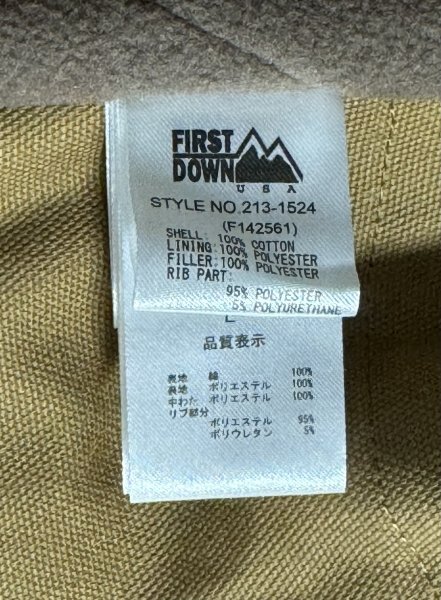 FIRST
DOWN
USA
STYLE NO.213-1524
(F142561)
SHELL: 100% COTTON
LINING:100% POLYESTER
FILLER:100% POLYESTER
RIB PART:
95% POLYESTER
5% POLYURETHANE
L
品質表示
表地 綿 100%
裏地 ポリエステル 100%
中わた ポリエステル 100%
リブ部分
ポリエステル 95%
ポリウレタン 5%